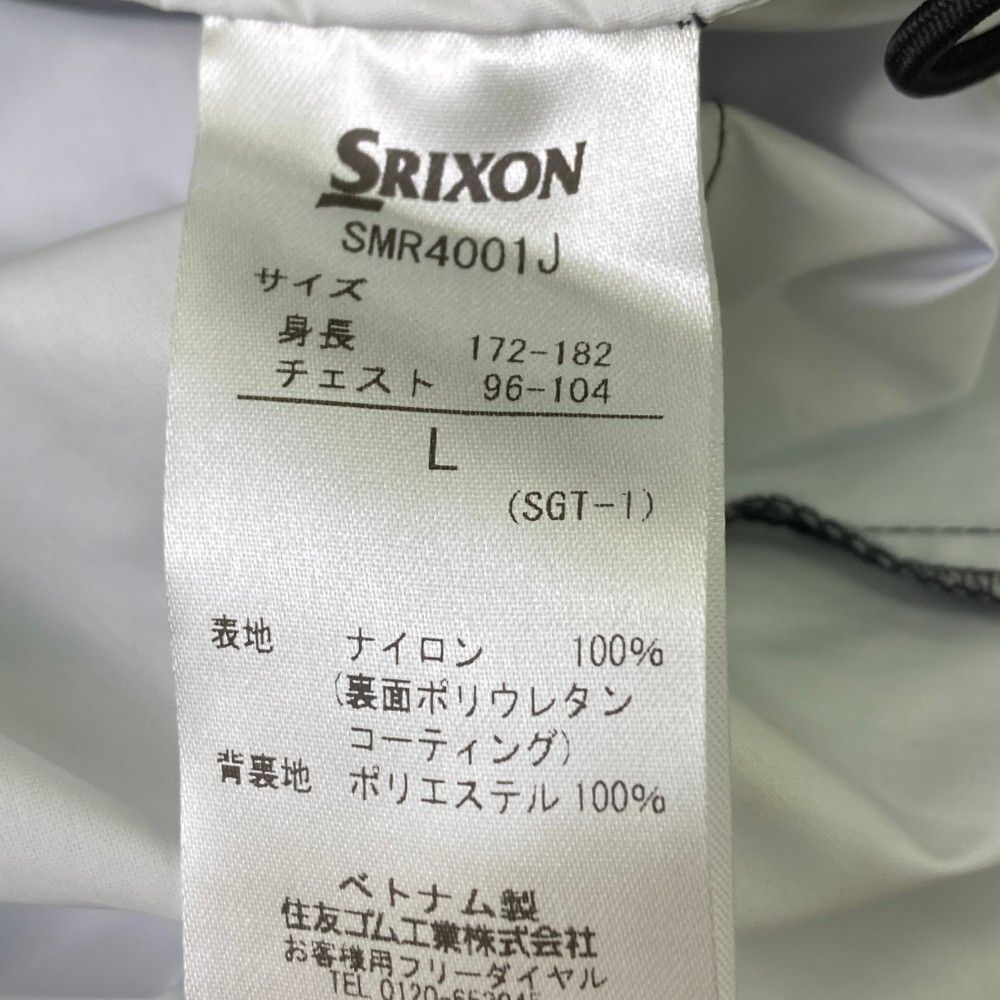 SRIXON
SMR4001J
サイズ
身長 172-182
チェスト 96-104
L
(SGT-1)
表地 ナイロン 100%
(裏面ポリウレタン
コーティング)
背裏地 ポリエステル 100%
ベトナム製
住友ゴム工業株式会社
お客様用フリーダイヤル
TEL 0120-653045